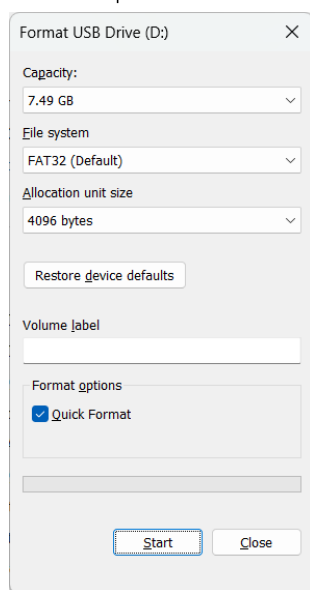 Format USB Drive (D:)
Capacity:
7.49 GB
File system
FAT32 (Default)
Allocation unit size
4096 bytes
Restore device defaults
Volume label
Format options
Quick Format
Start Close